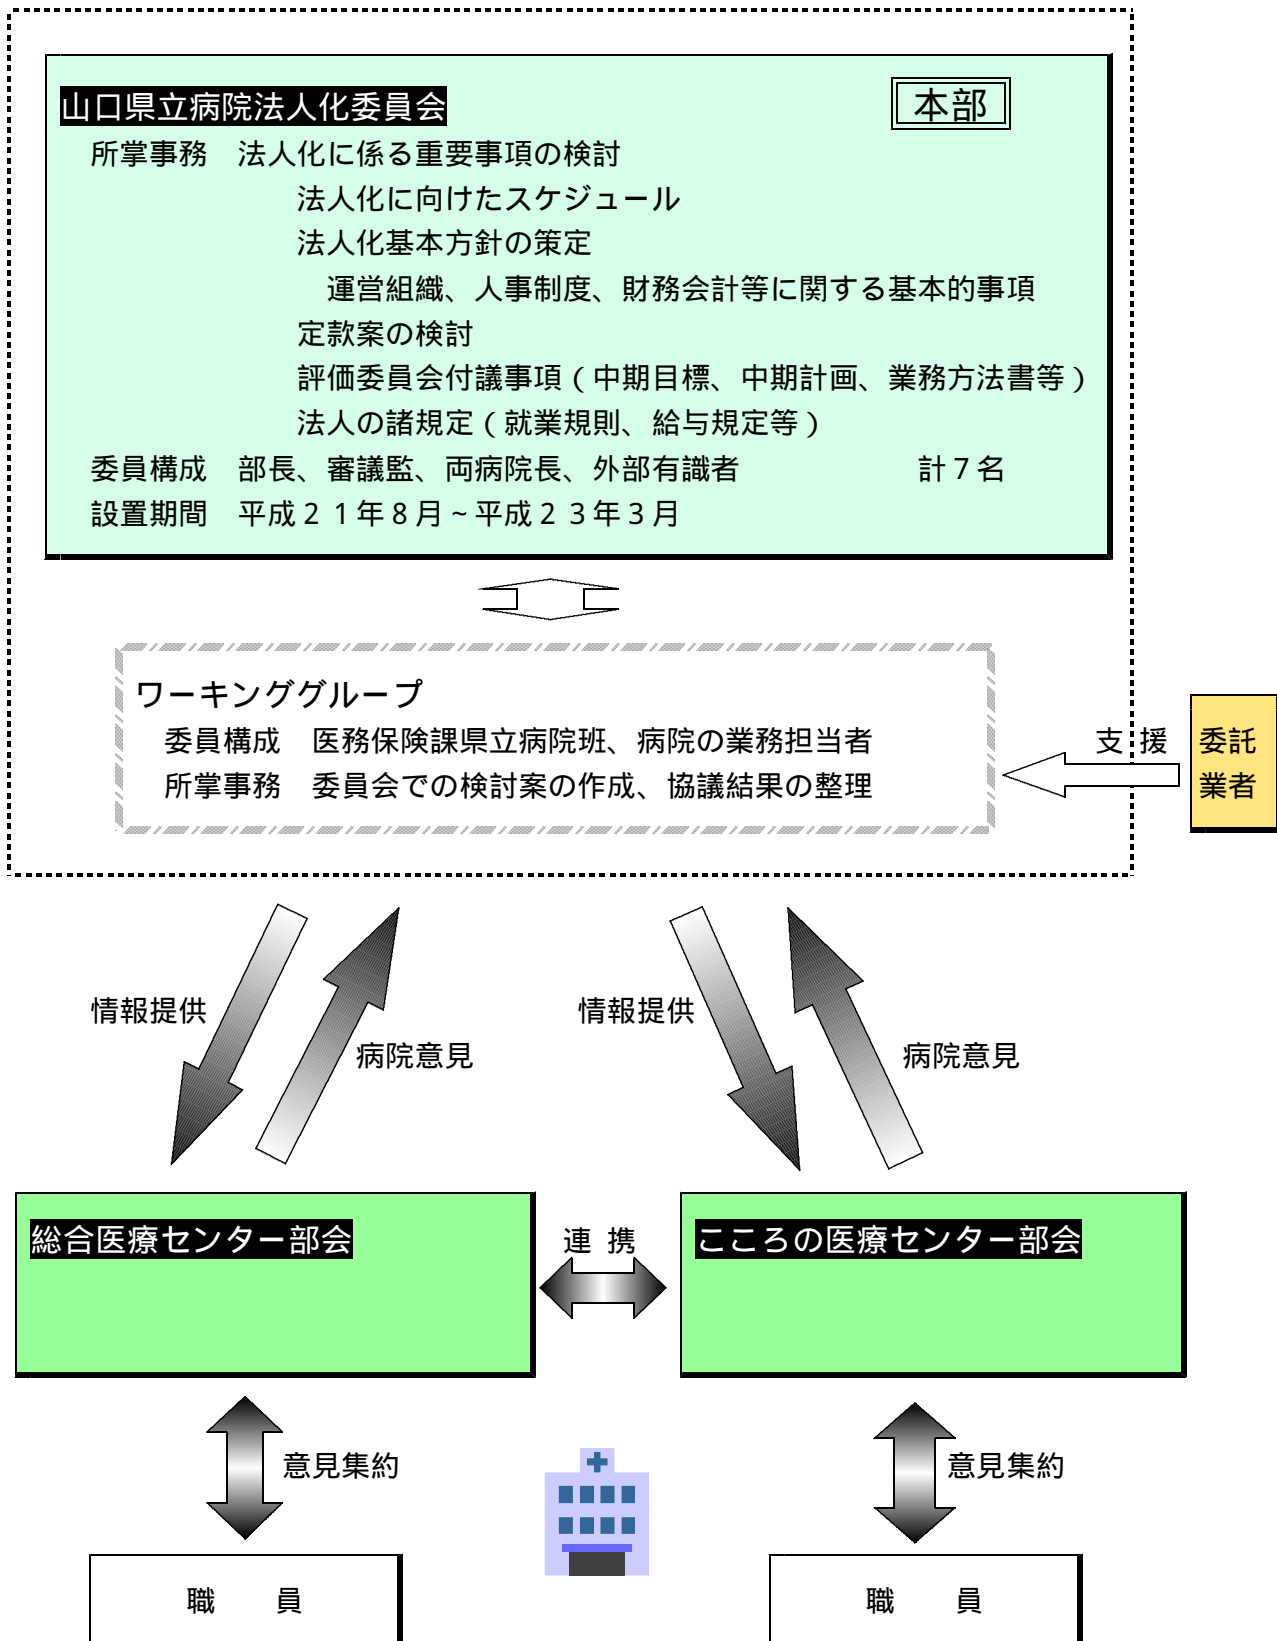 山口県立病院法人化委員会
本部
所掌事務　法人化に係る重要事項の検討
法人化に向けたスケジュール
法人化基本方針の策定
運営組織、人事制度、財務会計等に関する基本的事項
定款案の検討
評価委員会付議事項（中期目標、中期計画、業務方法書等）
法人の諸規定（就業規則、給与規定等）
委員構成　部長、審議監、両病院長、外部有識者　計７名
設置期間　平成２１年８月～平成２３年３月
ワーキンググループ
委員構成　医務保険課県立病院班、病院の業務担当者
所掌事務　委員会での検討案の作成、協議結果の整理
支 援
委託
業者
情報提供
病院意見
情報提供
病院意見
総合医療センター部会
連 携
こころの医療センター部会
意見集約
意見集約
職　　員
職　　員